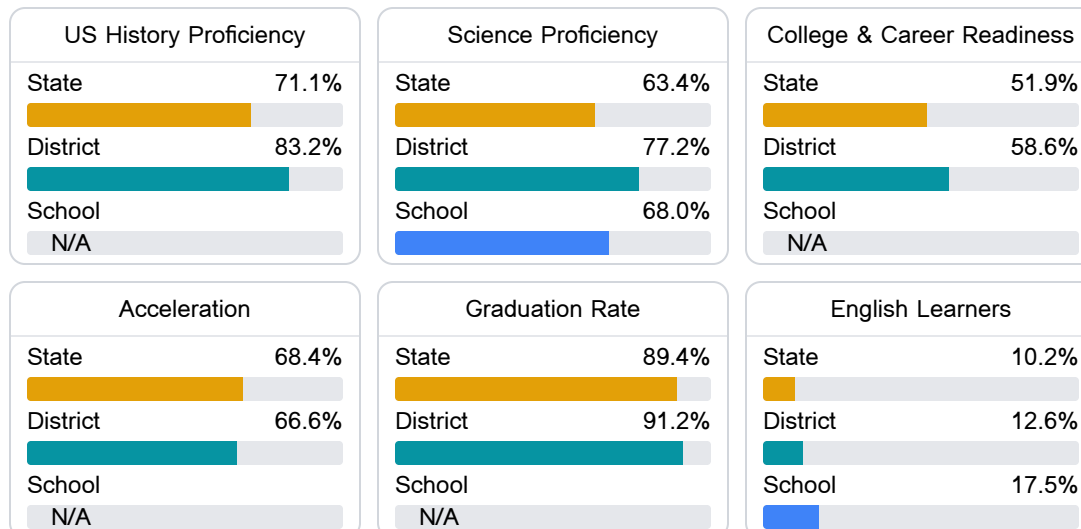 US History Proficiency
State 71.1%
District 83.2%
School
N/A
Science Proficiency
State 63.4%
District 77.2%
School 68.0%
College & Career Readiness
State 51.9%
District 58.6%
School
N/A
Acceleration
State 68.4%
District 66.6%
School
N/A
Graduation Rate
State 89.4%
District 91.2%
School
N/A
English Learners
State 10.2%
District 12.6%
School 17.5%